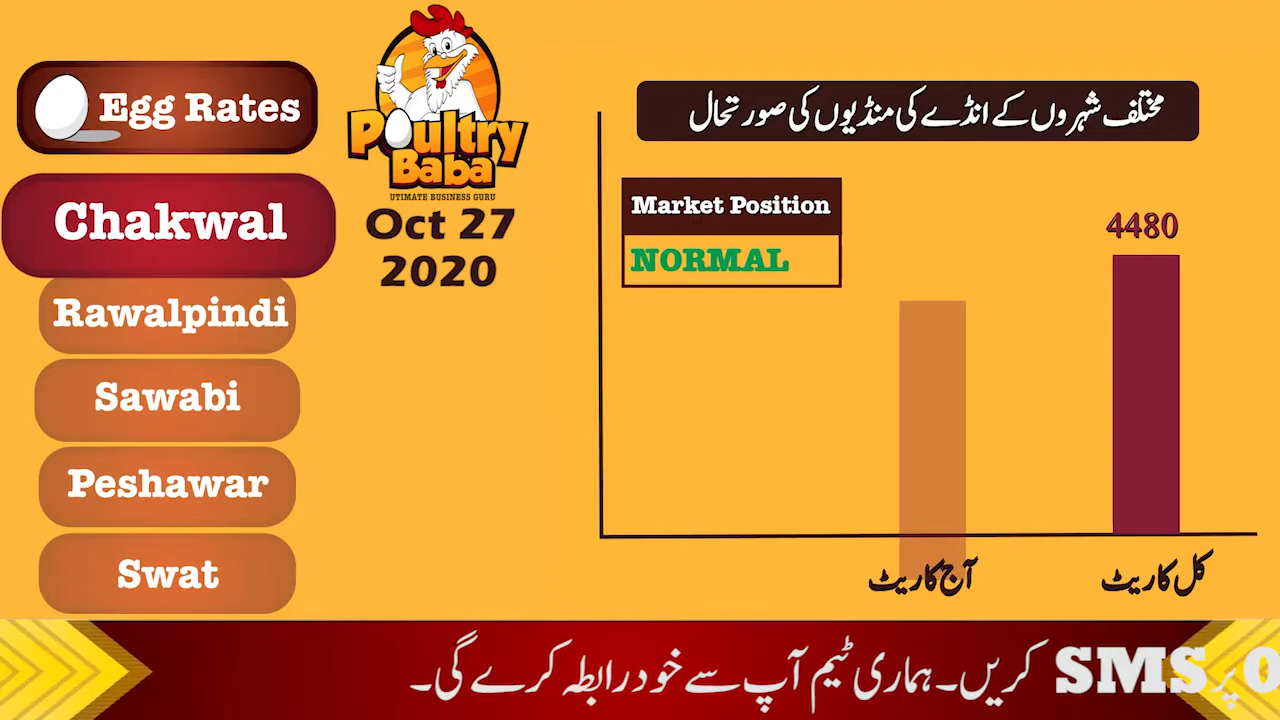 Egg Rates
Chakwal
Rawalpindi
Sawabi
Peshawar
Swat
Poultry
Baba
UTIMATE BUSINESS GURU
Oct 27
2020
مختلف شہروں کے انڈے کی منڈیوں کی صورتحال
Market Position
NORMAL
4480
آج کا ریٹ
کل کا ریٹ
پر SMS کریں۔ ہماری ٹیم آپ سے خود رابطہ کرے گی۔